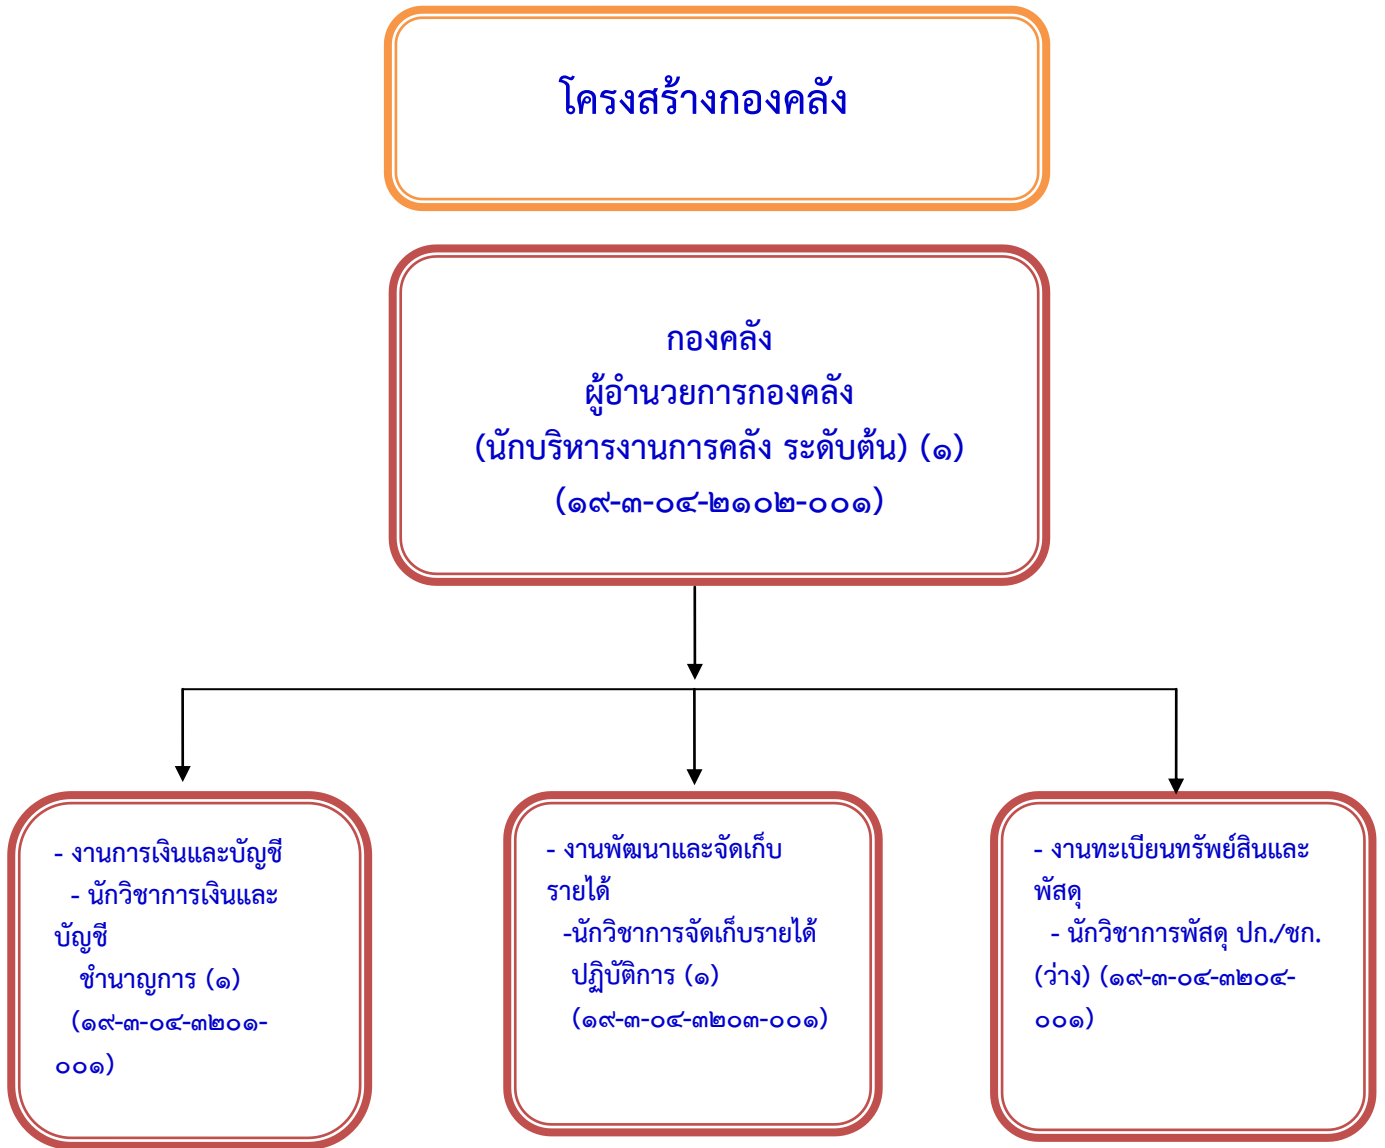 โครงสร้างกองคลัง
กองคลัง
ผู้อำนวยการกองคลัง
(นักบริหารงานการคลัง ระดับต้น) (๑)
(๑๙-๓-๐๔-๒๑๐๒-๐๐๑)
- งานการเงินและบัญชี
- นักวิชาการเงินและ
บัญชี
ชำนาญการ (๑)
(๑๙-๓-๐๔-๓๒๐๑-
๐๐๑)
- งานพัฒนาและจัดเก็บ
รายได้
-นักวิชาการจัดเก็บรายได้
ปฏิบัติการ (๑)
(๑๙-๓-๐๔-๓๒๐๓-๐๐๑)
- งานทะเบียนทรัพย์สินและ
พัสดุ
- นักวิชาการพัสดุ ปก./ชก.
(ว่าง) (๑๙-๓-๐๔-๓๒๐๔-
๐๐๑)